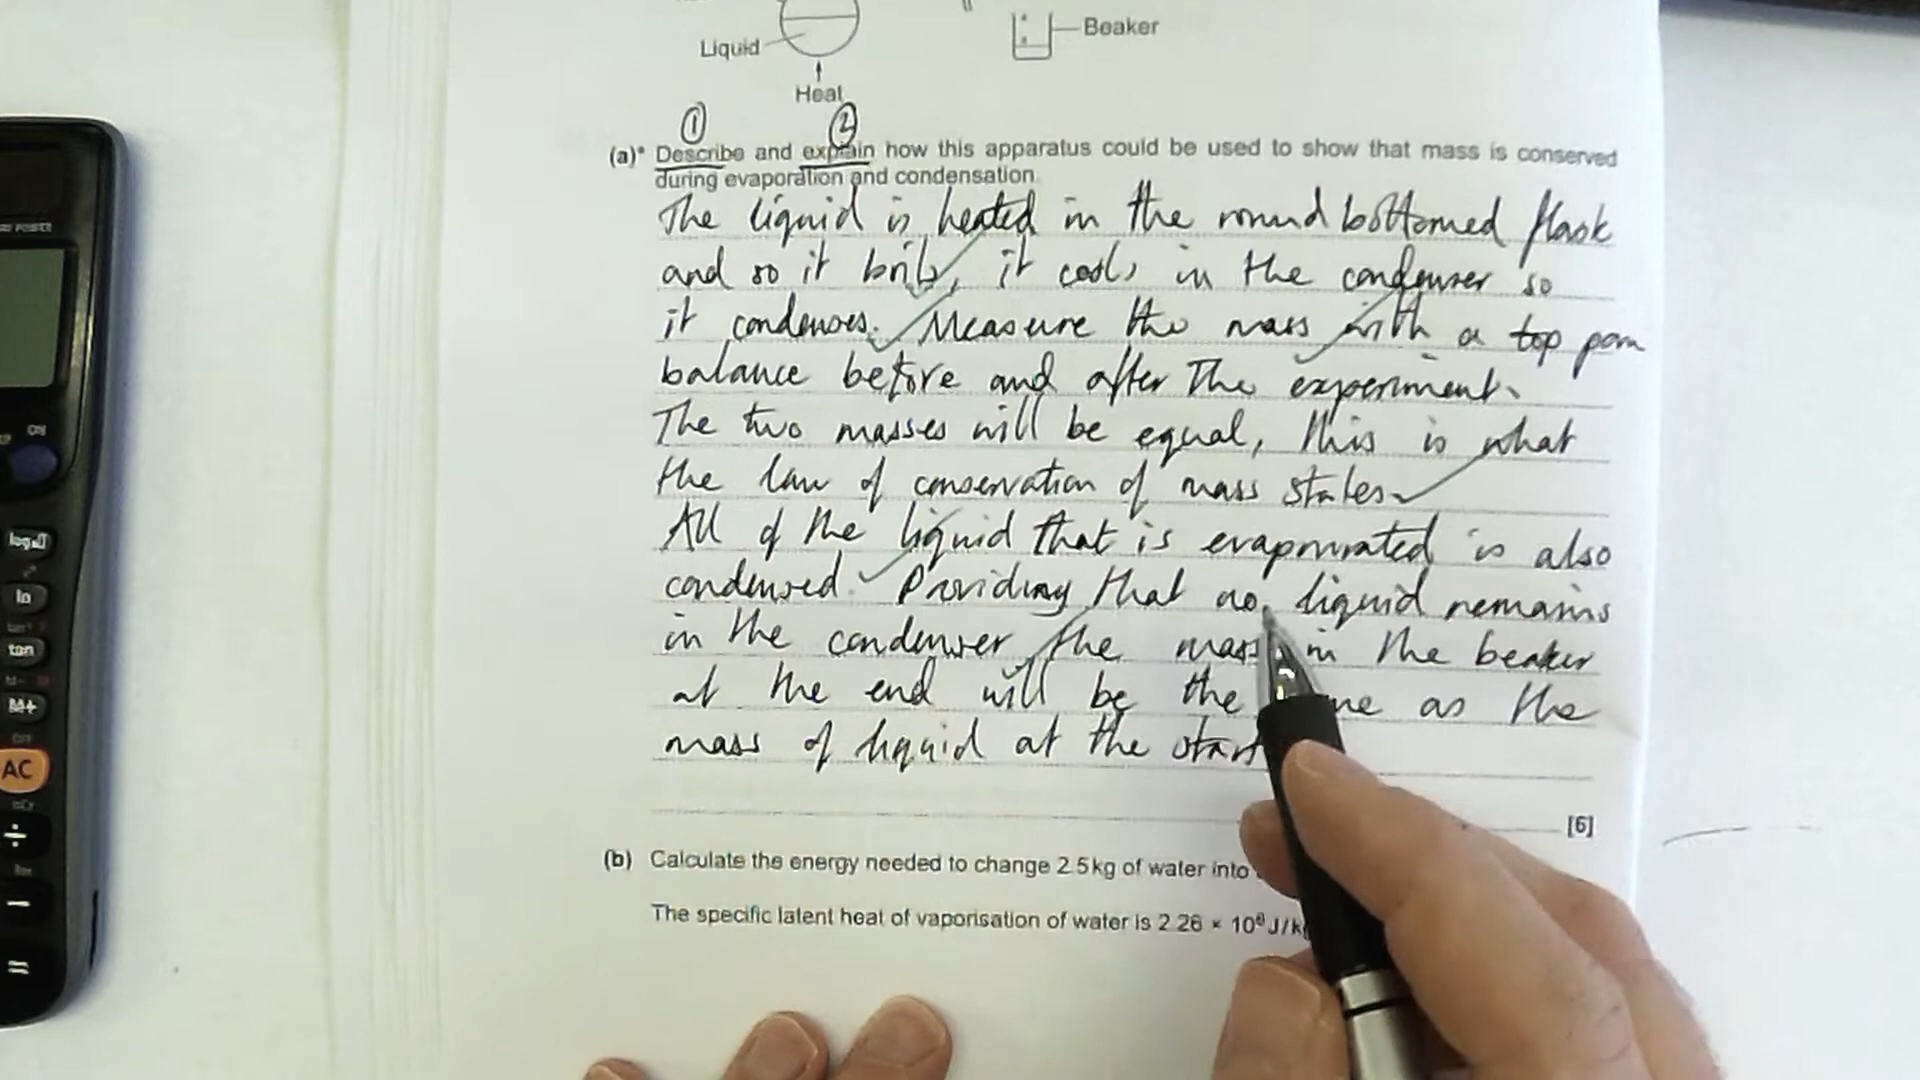 Liquid
Beaker
Heat
① ②
(a)* Describe and explain how this apparatus could be used to show that mass is conserved
during evaporation and condensation.
The liquid is heated in the round bottomed flask
and so it boils, it cools in the condenser so
it condenses. Measure the mass with a top pan
balance before and after the experiment.
The two masses will be equal, this is what
the law of conservation of mass states
All of the liquid that is evaporated is also
condensed. Providing that no liquid remains
in the condenser the mass in the beaker
at the end will be the same as the
mass of liquid at the start
[6]
(b) Calculate the energy needed to change 2.5 kg of water into
The specific latent heat of vaporisation of water is 2.26 × 10⁶ J/k
POWER
ON
log
ln
tan
M+
AC
÷
−
=